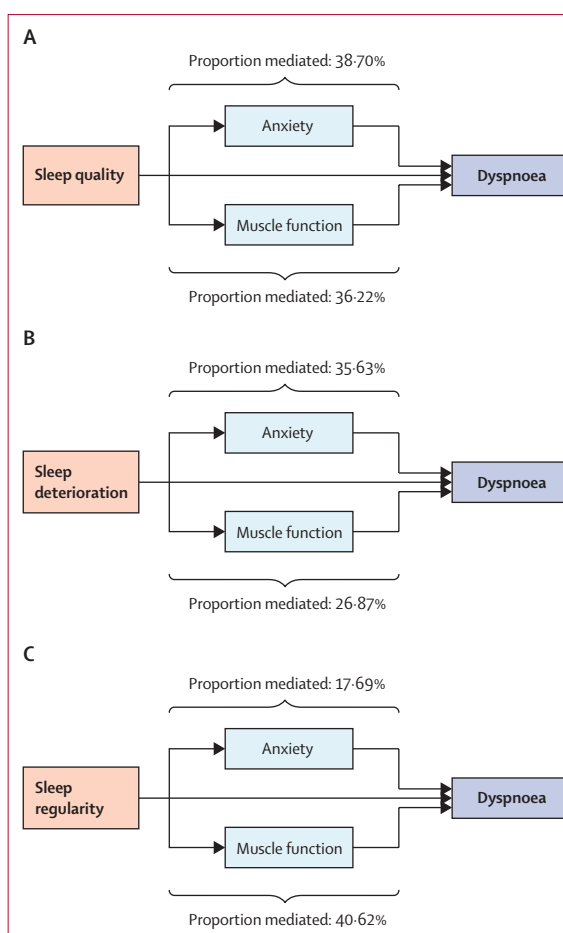 A
Proportion mediated: 38·70%
Anxiety
Sleep quality
Dyspnoea
Muscle function
Proportion mediated: 36·22%
B
Proportion mediated: 35·63%
Anxiety
Sleep
deterioration
Dyspnoea
Muscle function
Proportion mediated: 26·87%
C
Proportion mediated: 17·69%
Anxiety
Sleep
regularity
Dyspnoea
Muscle function
Proportion mediated: 40·62%